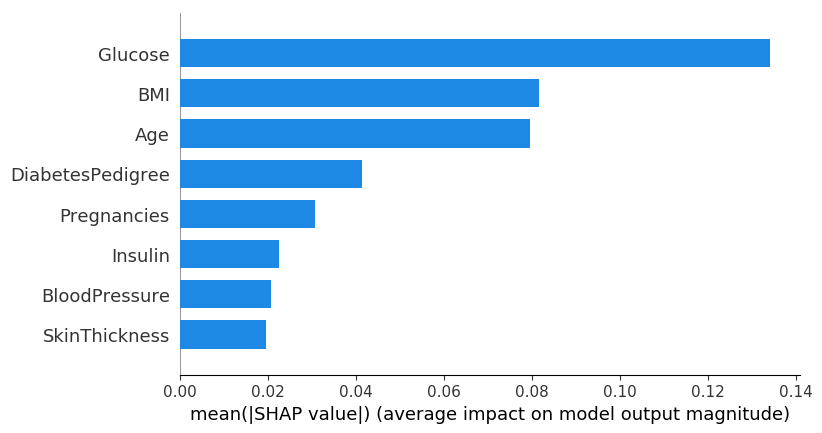 Glucose
BMI
Age
DiabetesPedigree
Pregnancies
Insulin
BloodPressure
SkinThickness
0.00 0.02 0.04 0.06 0.08 0.10 0.12 0.14
mean(|SHAP value|) (average impact on model output magnitude)